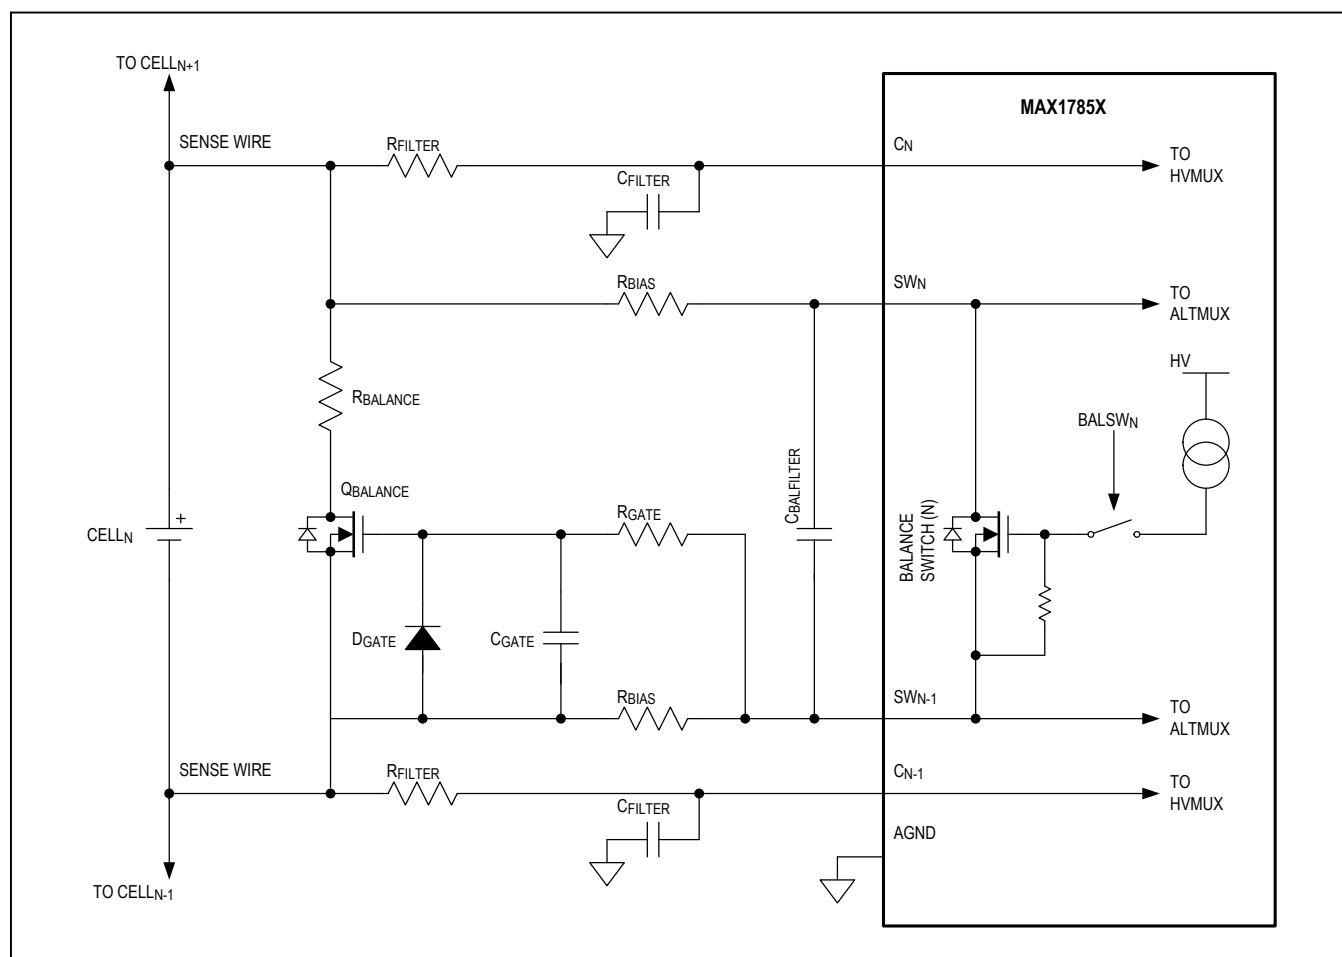 TO CELLN+1
MAX1785X
SENSE WIRE
RFILTER
CN
TO
HVMUX
CFILTER
RBIAS
SWN
TO
ALTMUX
HV
RBALANCE
BALSWN
QBALANCE
CBALFILTER
RGATE
+
CELLN
BALANCE
SWITCH (N)
DGATE
CGATE
RBIAS
SWN-1
TO
ALTMUX
SENSE WIRE
RFILTER
CN-1
TO
HVMUX
CFILTER
AGND
TO CELLN-1